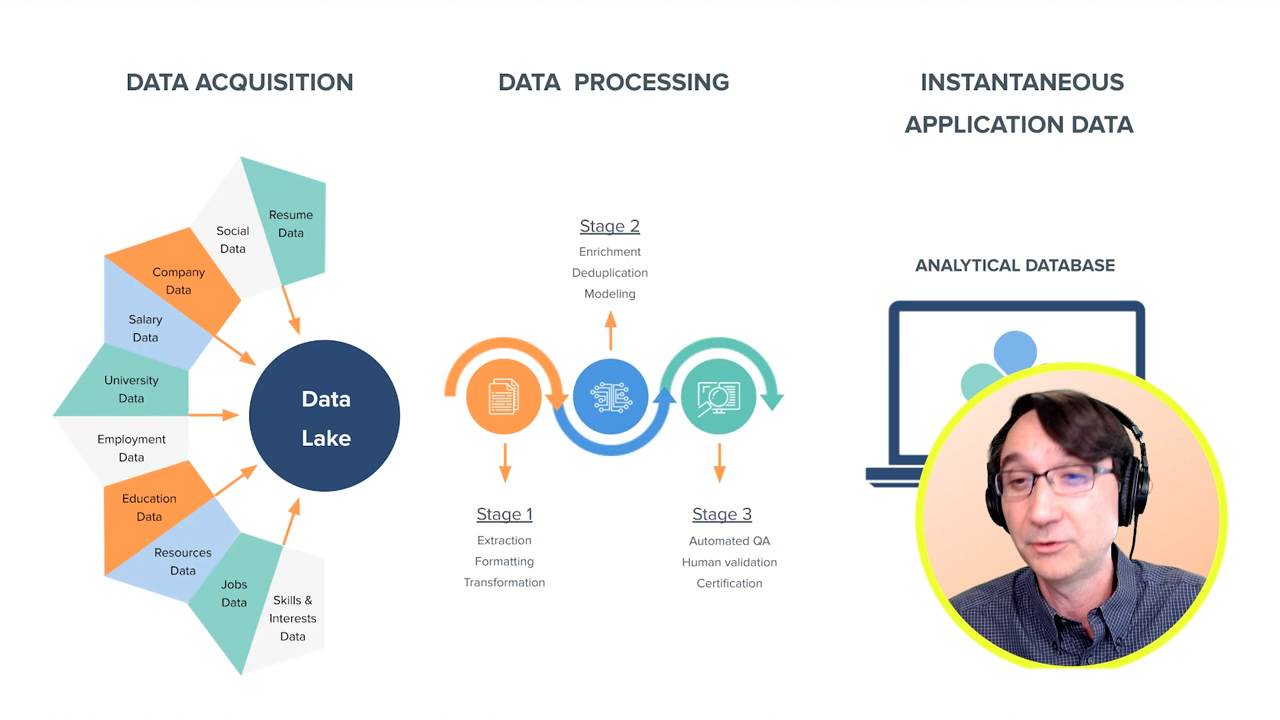 DATA ACQUISITION
Resume
Data
Social
Data
Company
Data
Salary
Data
University
Data
Employment
Data
Education
Data
Resources
Data
Jobs
Data
Skills &
Interests
Data
Data
Lake
DATA PROCESSING
Stage 2
Enrichment
Deduplication
Modeling
Stage 1
Extraction
Formatting
Transformation
Stage 3
Automated QA
Human validation
Certification
INSTANTANEOUS
APPLICATION DATA
ANALYTICAL DATABASE